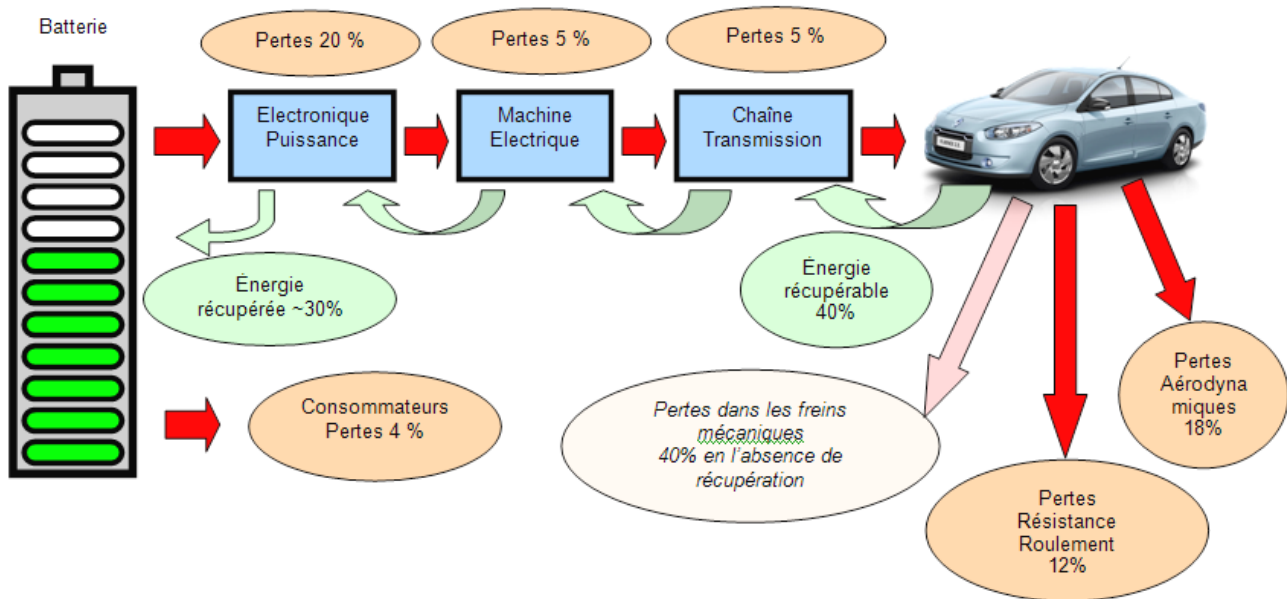 Batterie
Pertes 20 %
Pertes 5 %
Pertes 5 %
Electronique
Puissance
Machine
Electrique
Chaîne
Transmission
Énergie
récupérée ~30%
Énergie
récupérable
40%
Consommateurs
Pertes 4 %
Pertes dans les freins
mécaniques
40% en l'absence de
récupération
Pertes
Aérodyna
miques
18%
Pertes
Résistance
Roulement
12%